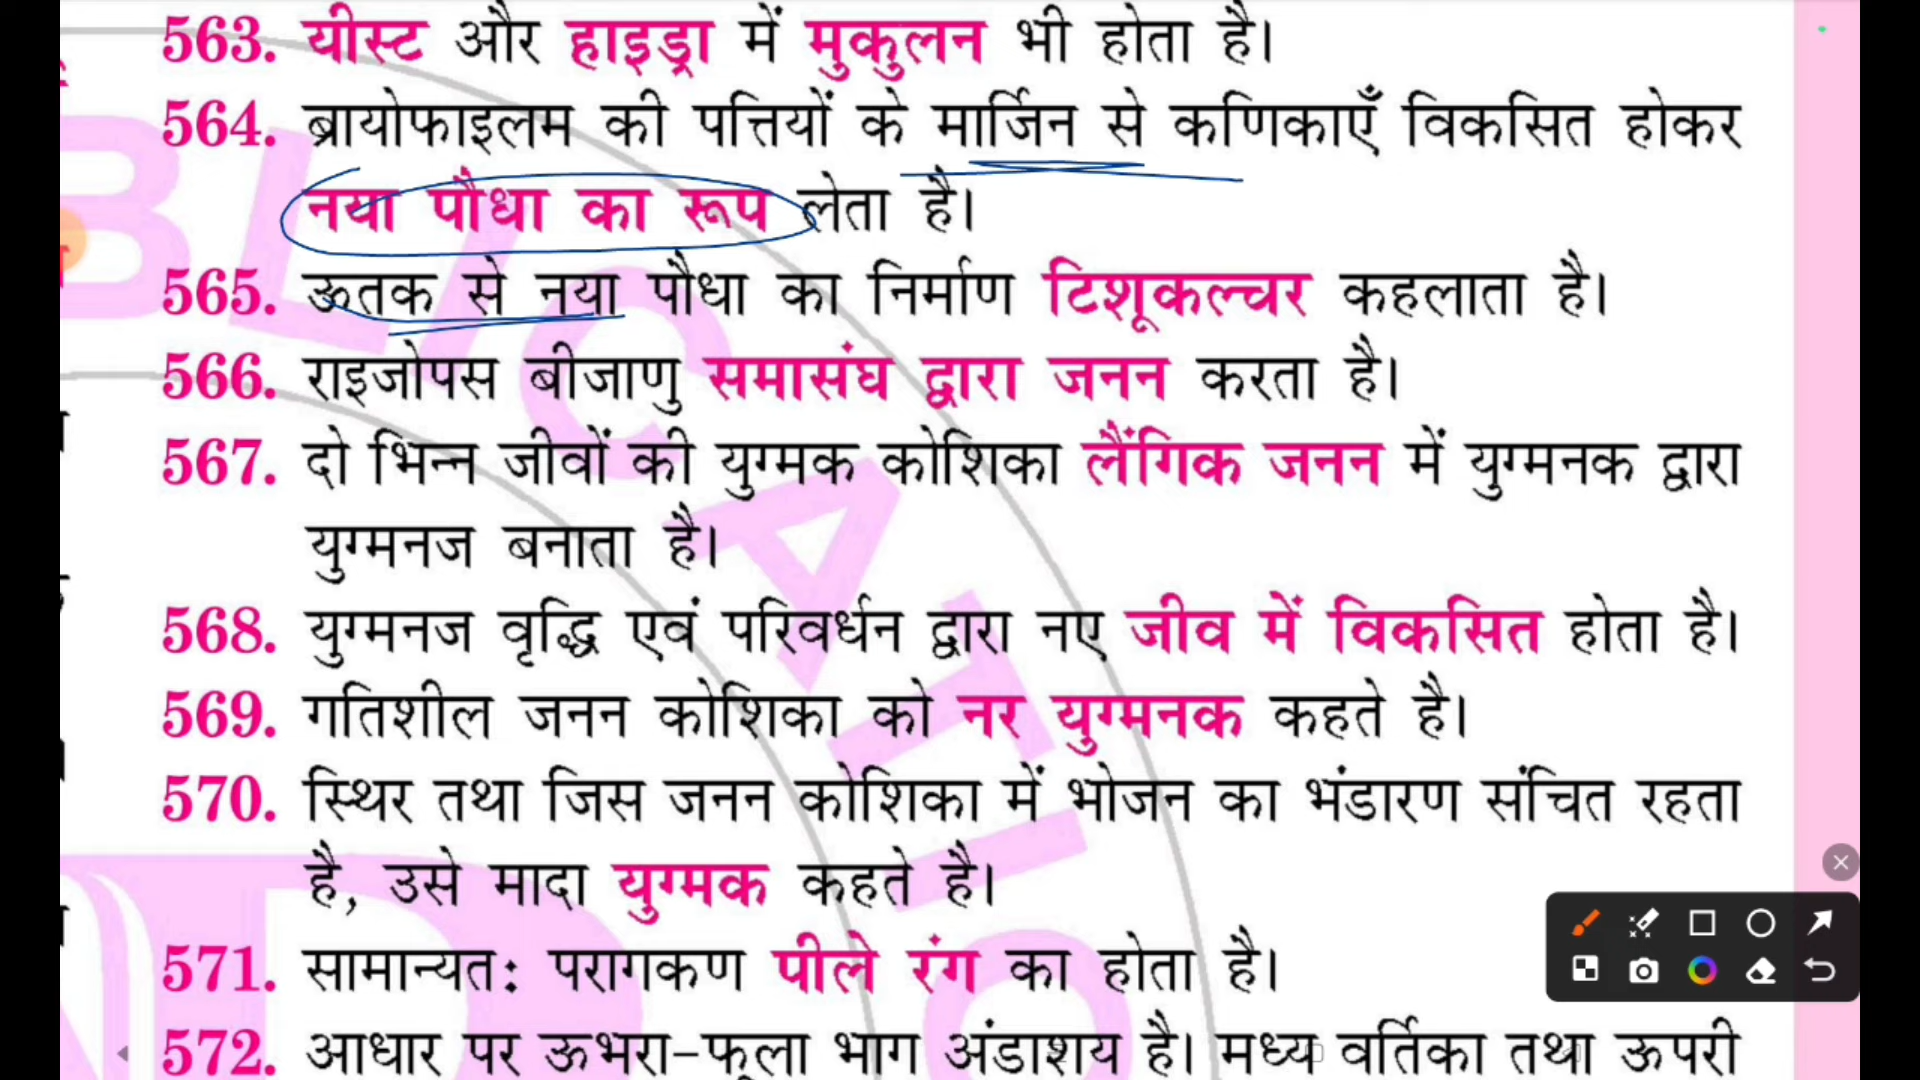 563. यीस्ट और हाइड्रा में मुकुलन भी होता है।
564. ब्रायोफाइलम की पत्तियों के मार्जिन से कणिकाएँ विकसित होकर
नया पौधा का रूप लेता है।
565. ऊतक से नया पौधा का निर्माण टिशूकल्चर कहलाता है।
566. राइजोपस बीजाणु समासंघ द्वारा जनन करता है।
567. दो भिन्न जीवों की युग्मक कोशिका लैंगिक जनन में युग्मनक द्वारा
युग्मनज बनाता है।
568. युग्मनज वृद्धि एवं परिवर्धन द्वारा नए जीव में विकसित होता है।
569. गतिशील जनन कोशिका को नर युग्मनक कहते है।
570. स्थिर तथा जिस जनन कोशिका में भोजन का भंडारण संचित रहता
है, उसे मादा युग्मक कहते है।
571. सामान्यतः परागकण पीले रंग का होता है।
572. आधार पर ऊभरा-फूला भाग अंडाशय है। मध्य वर्तिका तथा ऊपरी